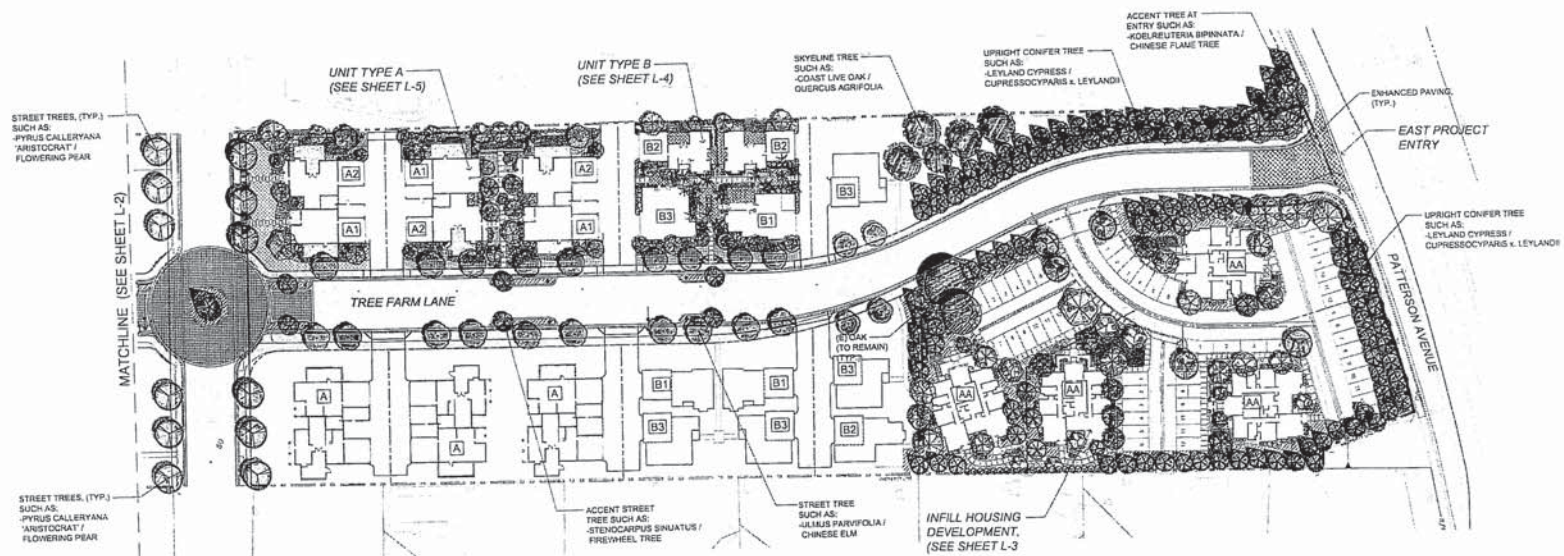 ACCENT TREE AT
ENTRY SUCH AS:
-KOELREUTERIA BIPINNATA /
CHINESE FLAME TREE
UNIT TYPE A
(SEE SHEET L-5)
UNIT TYPE B
(SEE SHEET L-4)
SKYLINE TREE
SUCH AS:
-COAST LIVE OAK /
QUERCUS AGRIFOLIA
UPRIGHT CONIFER TREE
SUCH AS:
-LEYLAND CYPRESS /
CUPRESSOCYPARIS x. LEYLANDII
STREET TREES, (TYP.)
SUCH AS:
-PYRUS CALLERYANA
'ARISTOCRAT' /
FLOWERING PEAR
ENHANCED PAVING,
(TYP.)
EAST PROJECT
ENTRY
A2
A1
A2
B2
B2
B3
A1
A2
A1
B3
B1
UPRIGHT CONIFER TREE
SUCH AS:
-LEYLAND CYPRESS /
CUPRESSOCYPARIS x. LEYLANDII
MATCHLINE (SEE SHEET L-2)
TREE FARM LANE
PATTERSON AVENUE
(E) OAK
(TO REMAIN)
(TYP.)
AA
A
A
A
B1
B1
B3
B3
B3
B2
AA
AA
AA
STREET TREES, (TYP.)
SUCH AS:
-PYRUS CALLERYANA
'ARISTOCRAT' /
FLOWERING PEAR
ACCENT STREET
TREE SUCH AS:
-STENOCARPUS SINUATUS /
FIREWHEEL TREE
STREET TREE
SUCH AS:
-ULMUS PARVIFOLIA /
CHINESE ELM
INFILL HOUSING
DEVELOPMENT,
(SEE SHEET L-3